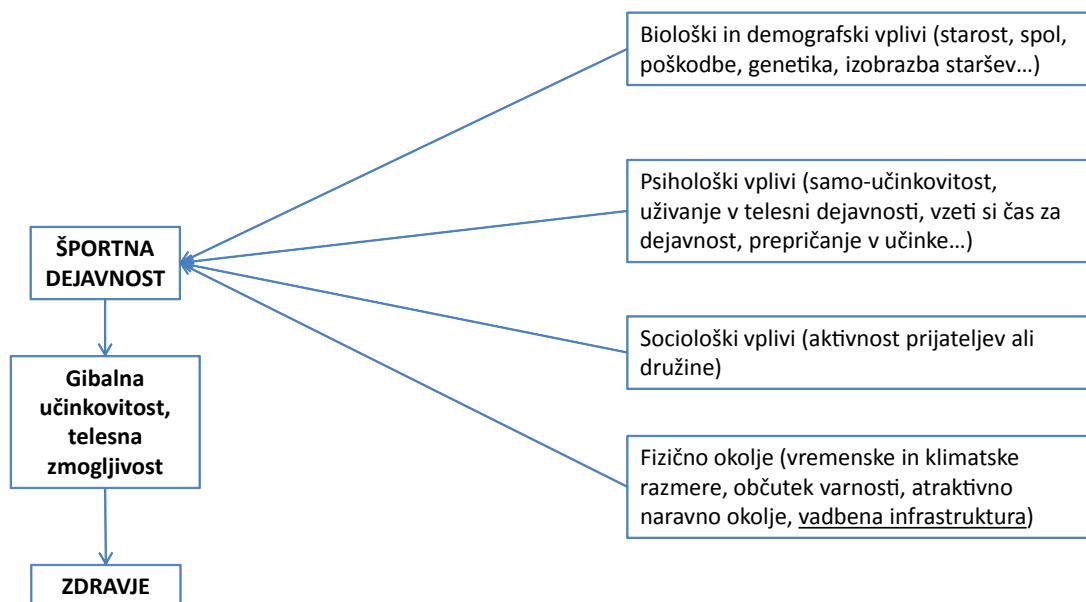 Biološki in demografski vplivi (starost, spol,
poškodbe, genetika, izobrazba staršev…)
Psihološki vplivi (samo-učinkovitost,
uživanje v telesni dejavnosti, vzeti si čas za
dejavnost, prepričanje v učinke…)
ŠPORTNA
DEJAVNOST
Sociološki vplivi (aktivnost prijateljev ali
družine)
Gibalna
učinkovitost,
telesna
zmogljivost
Fizično okolje (vremenske in klimatske
razmere, občutek varnosti, atraktivno
naravno okolje, vadbena infrastruktura)
ZDRAVJE